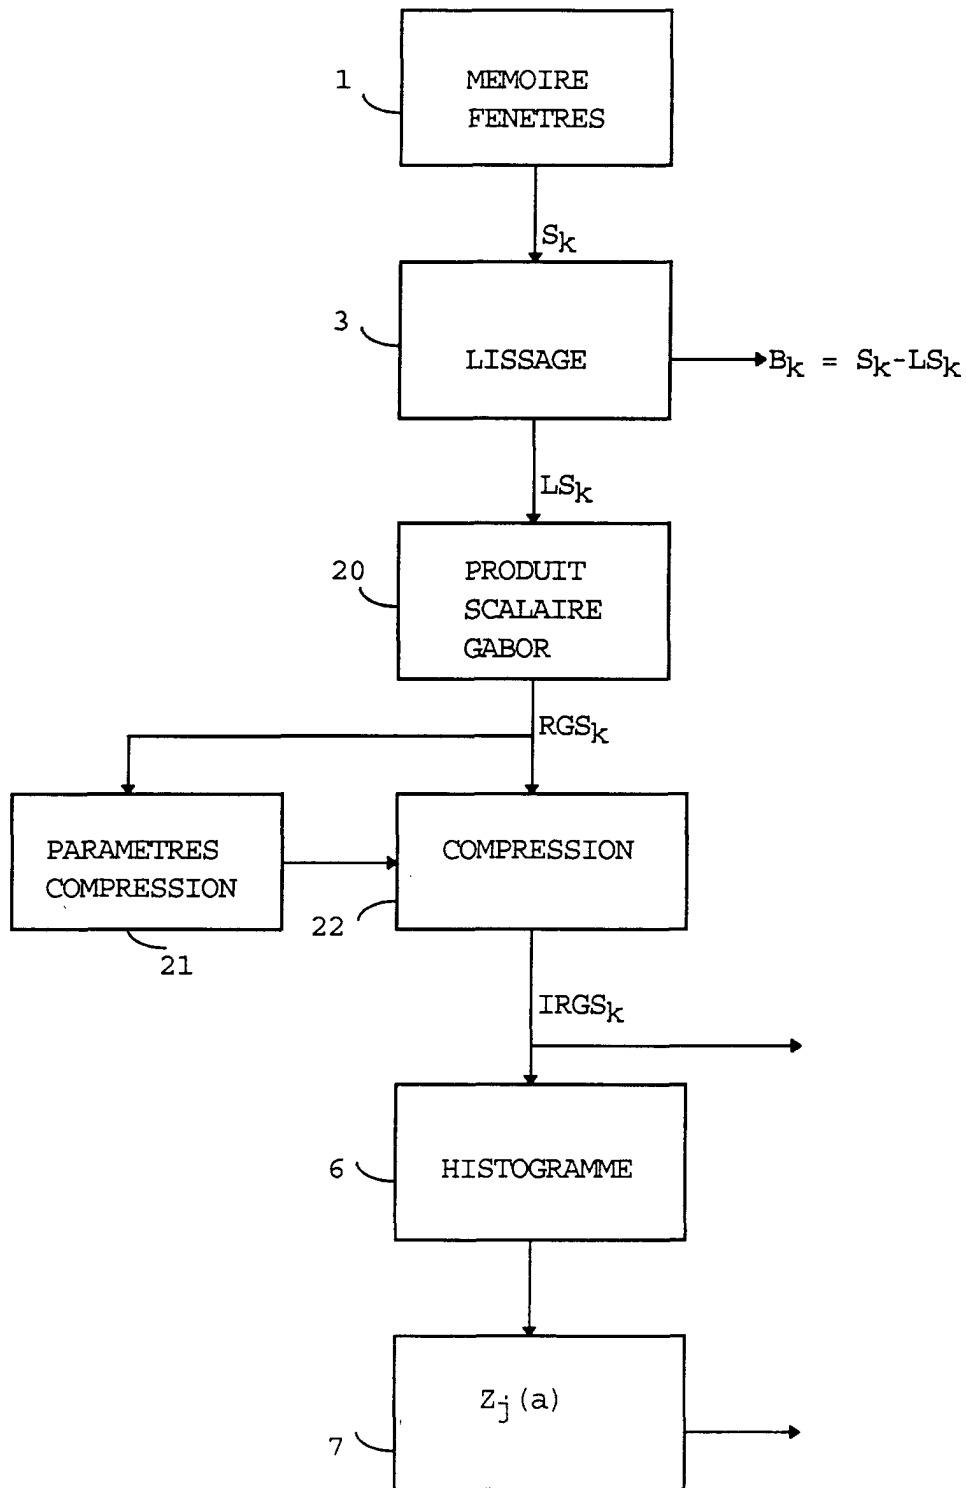 1
MEMOIRE
FENETRES
Sk
3
LISSAGE
Bk = Sk-LSk
LSk
20
PRODUIT
SCALAIRE
GABOR
RGSk
PARAMETRES
COMPRESSION
21
COMPRESSION
22
IRGSk
6
HISTOGRAMME
Zj(a)
7